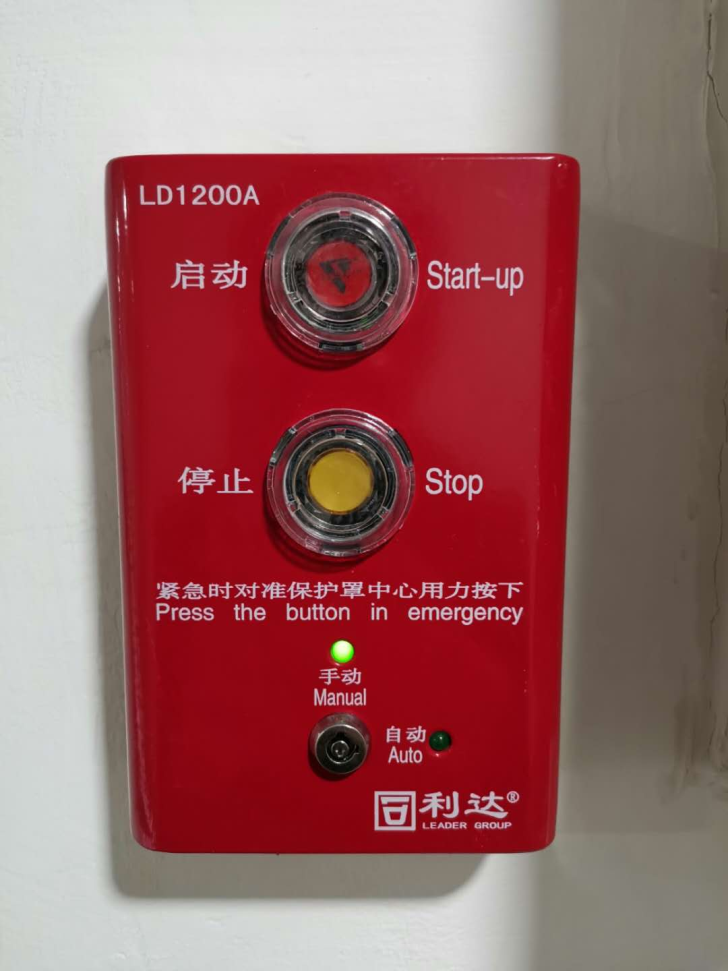 LD1200A
启动 Start-up
停止 Stop
紧急时对准保护罩中心用力按下
Press the button in emergency
手动
Manual
自动
Auto
利达®
LEADER GROUP